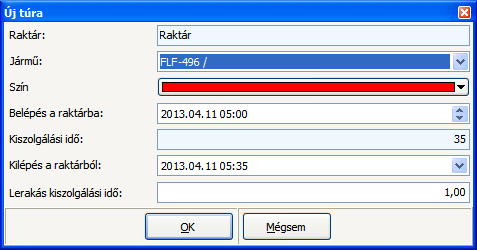 Új túra
Raktár: Raktár
Jármű: FLF-496 /
Szín
Belépés a raktárba: 2013.04.11 05:00
Kiszolgálási idő: 35
Kilépés a raktárból: 2013.04.11 05:35
Lerakás kiszolgálási idő: 1,00
OK Mégsem